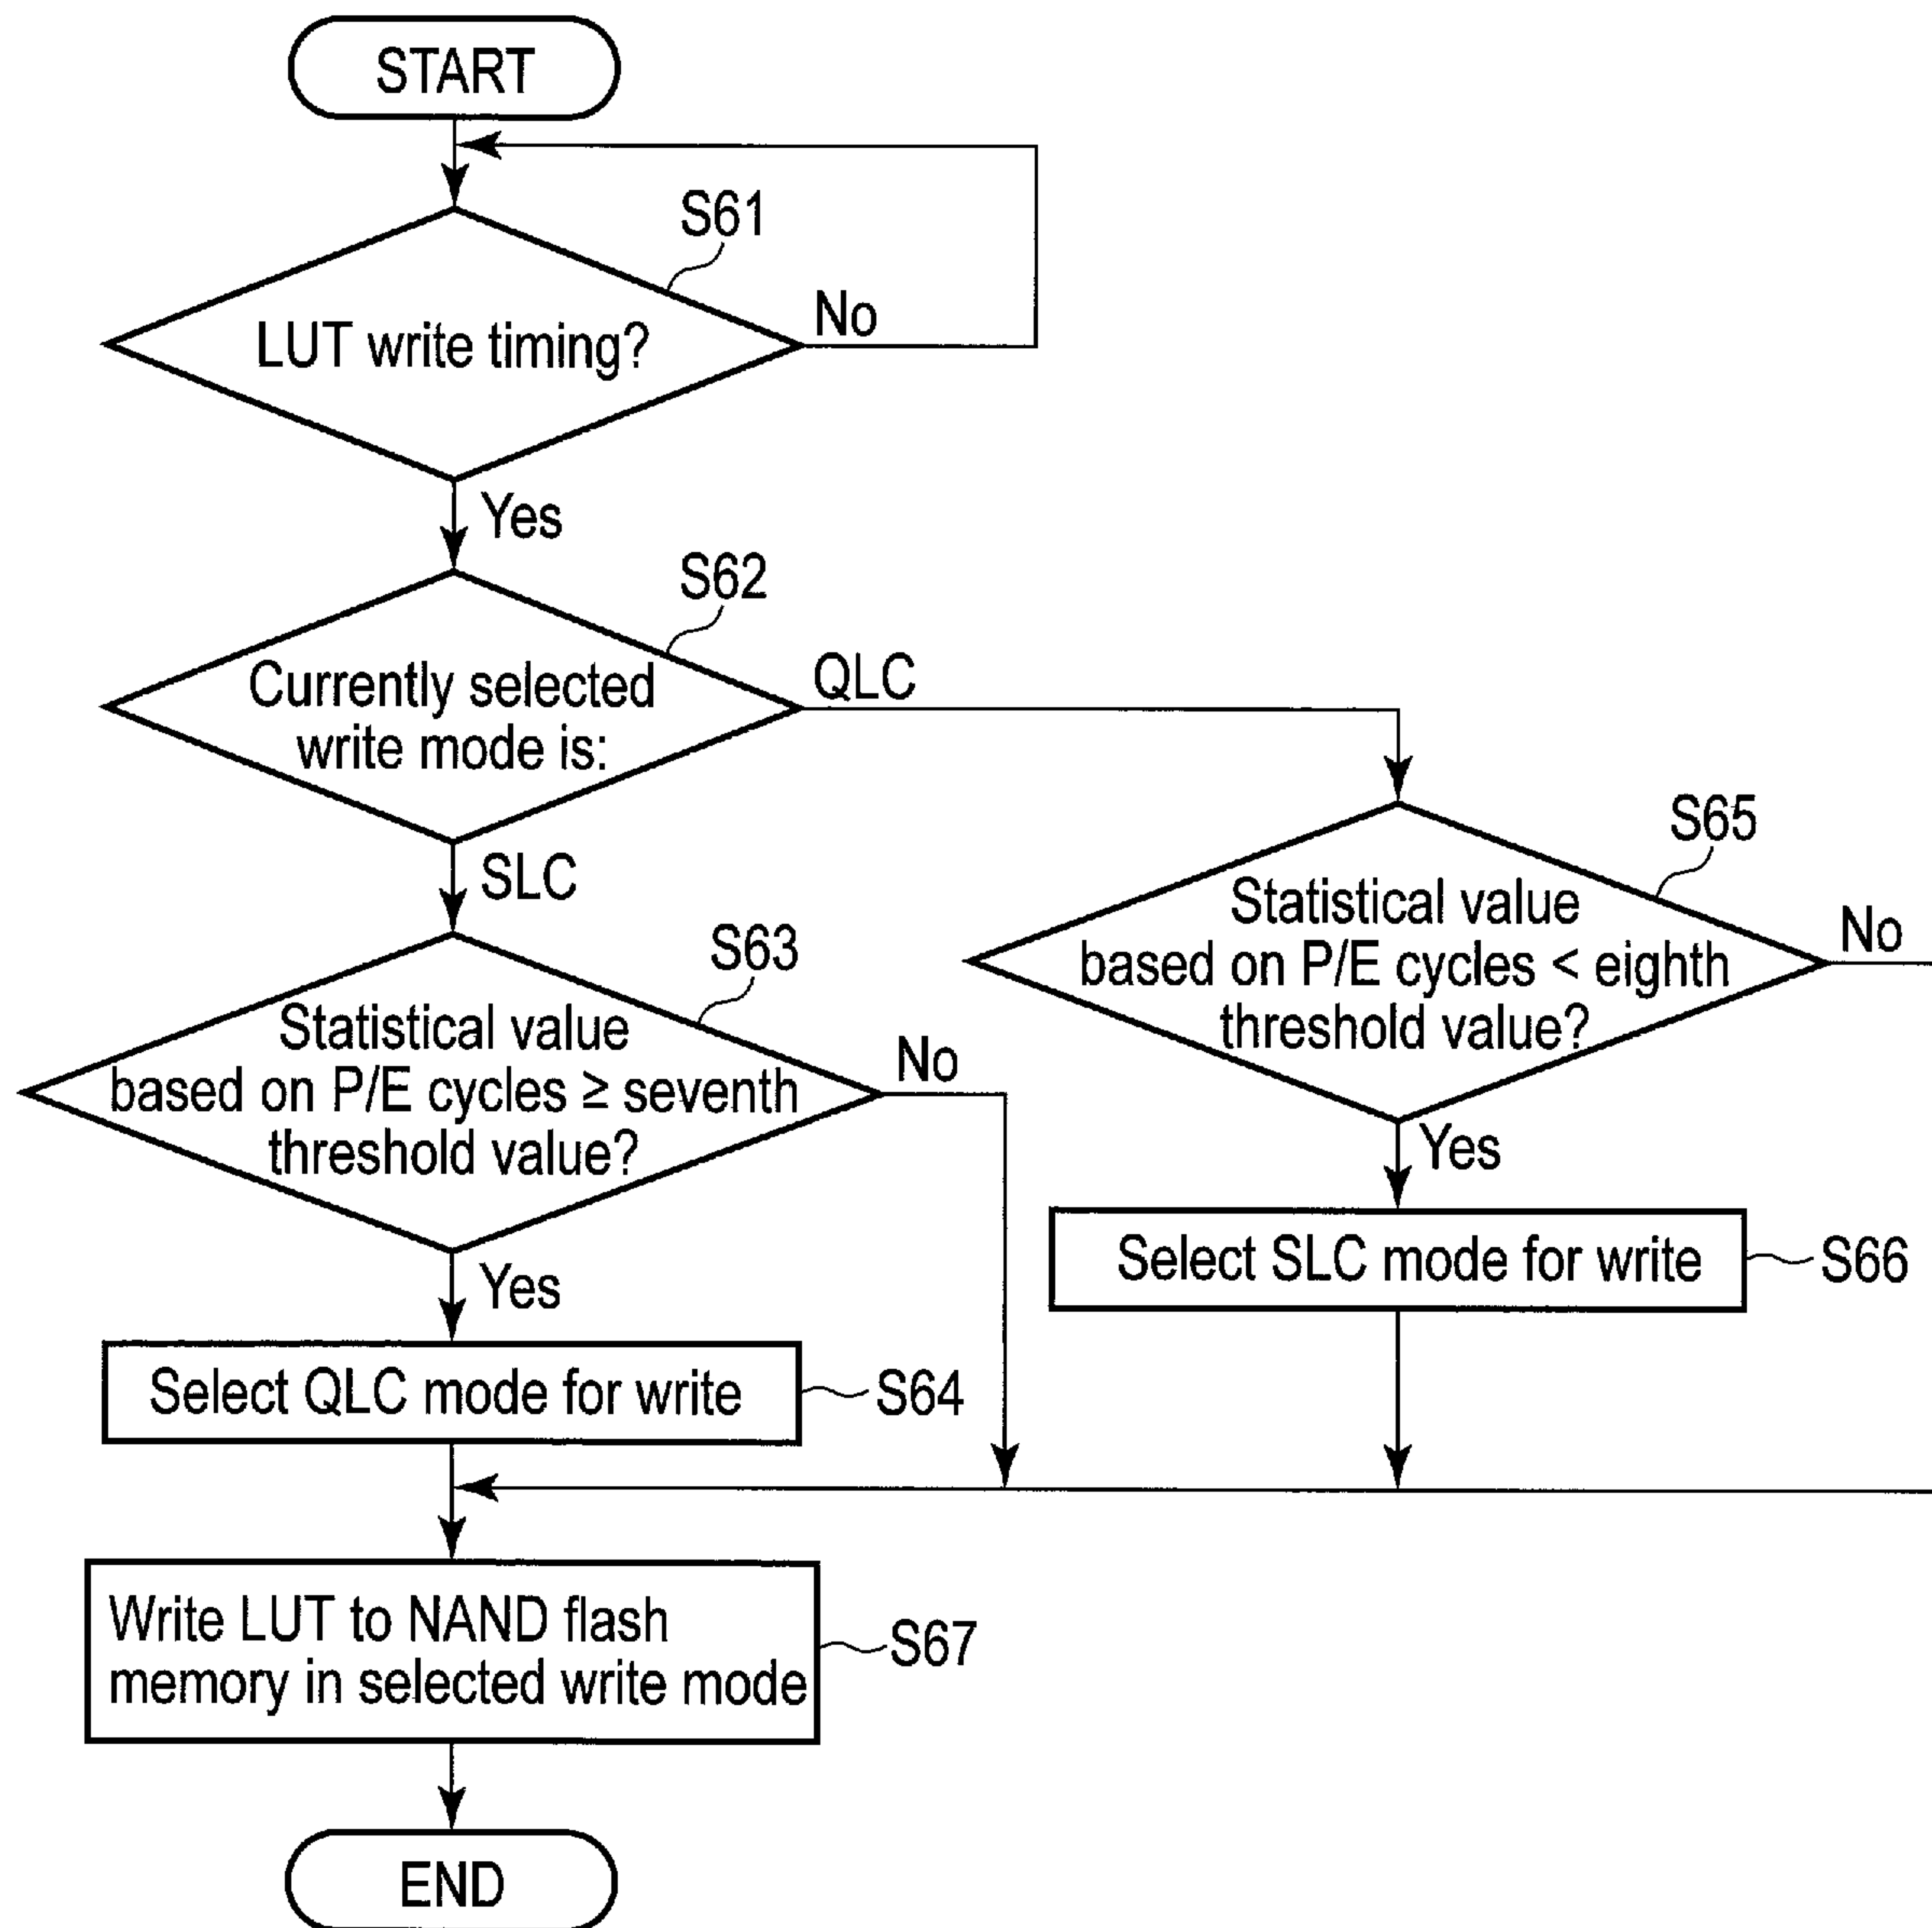 START
S61
LUT write timing?
No
Yes
S62
Currently selected
write mode is:
QLC
SLC
S63
Statistical value
based on P/E cycles ≥ seventh
threshold value?
No
Yes
Select QLC mode for write
S64
S65
Statistical value
based on P/E cycles < eighth
threshold value?
No
Yes
Select SLC mode for write
S66
Write LUT to NAND flash
memory in selected write mode
S67
END